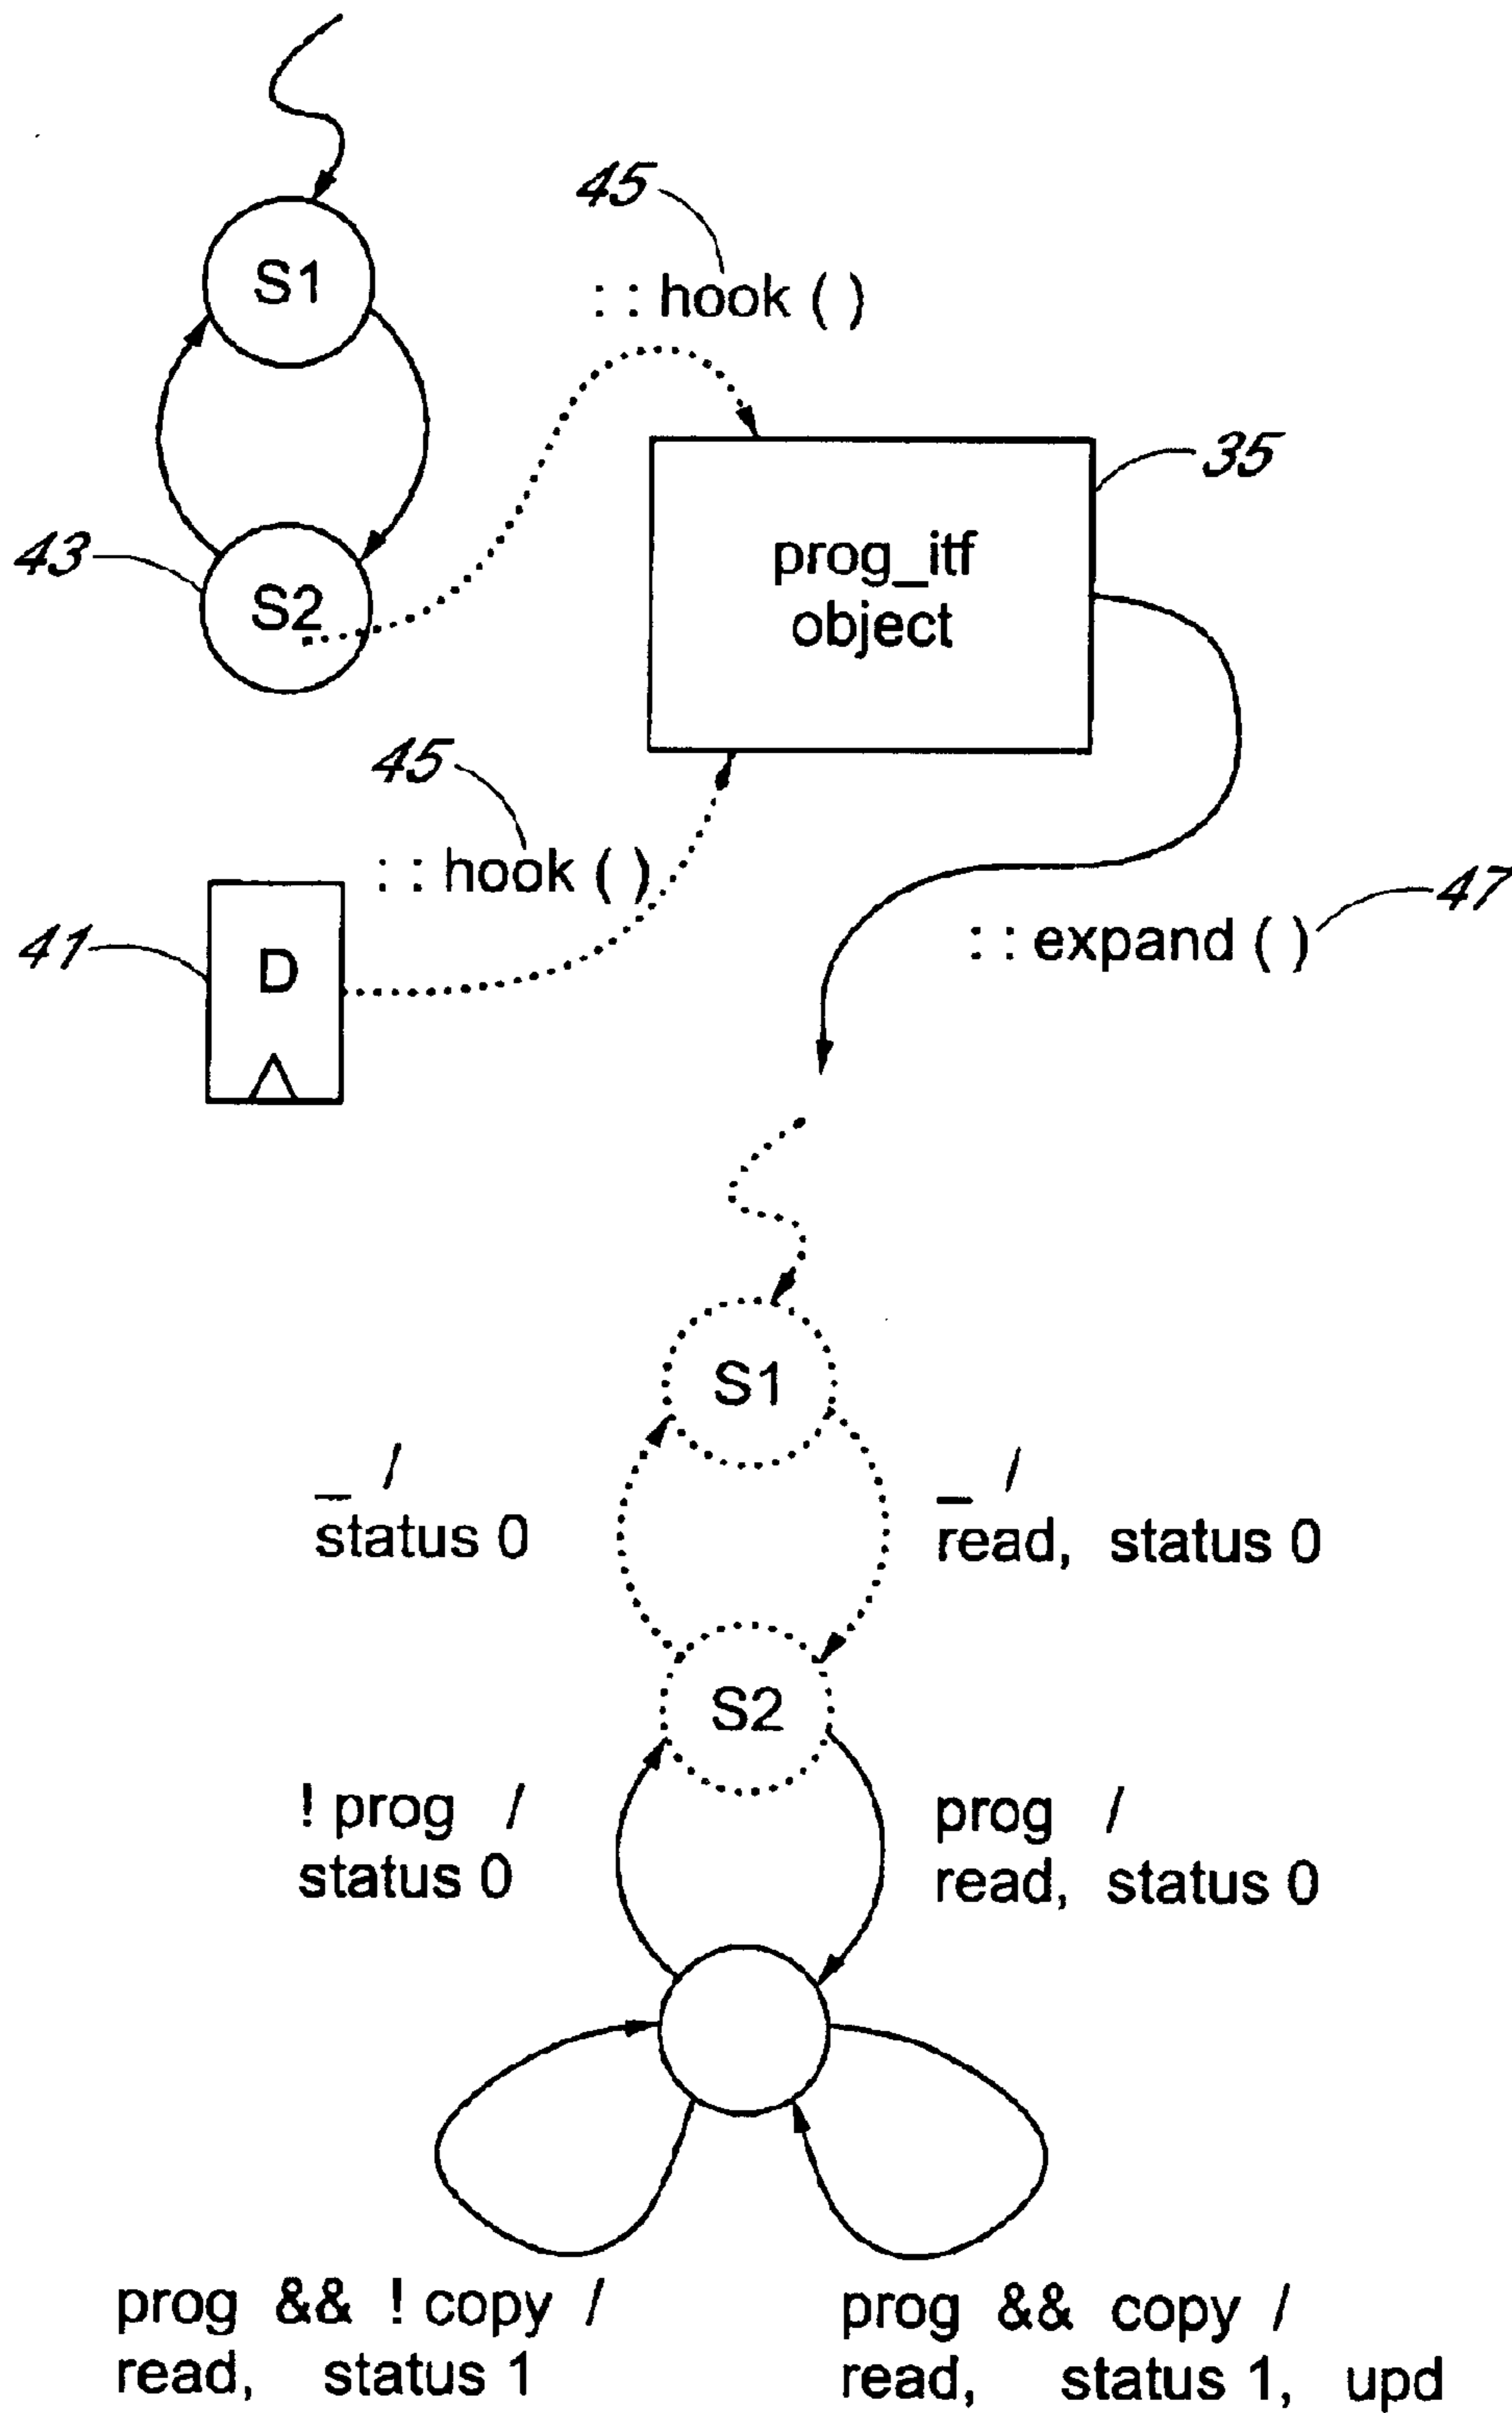 45
S1
: : hook ( )
35
prog_itf
object
43
S2
45
: : hook ( )
47
41
D
: : expand ( )
S1
_ /
status 0
_ /
read, status 0
S2
! prog /
status 0
prog /
read, status 0
prog && ! copy /
read, status 1
prog && copy /
read, status 1, upd